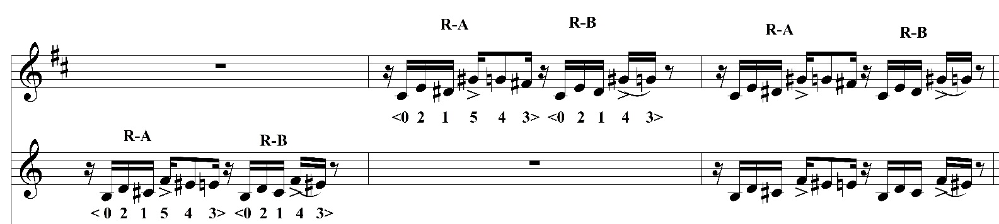 R-A R-B R-A R-B
<0 2 1 5 4 3> <0 2 1 4 3>
R-A R-B
< 0 2 1 5 4 3> <0 2 1 4 3>